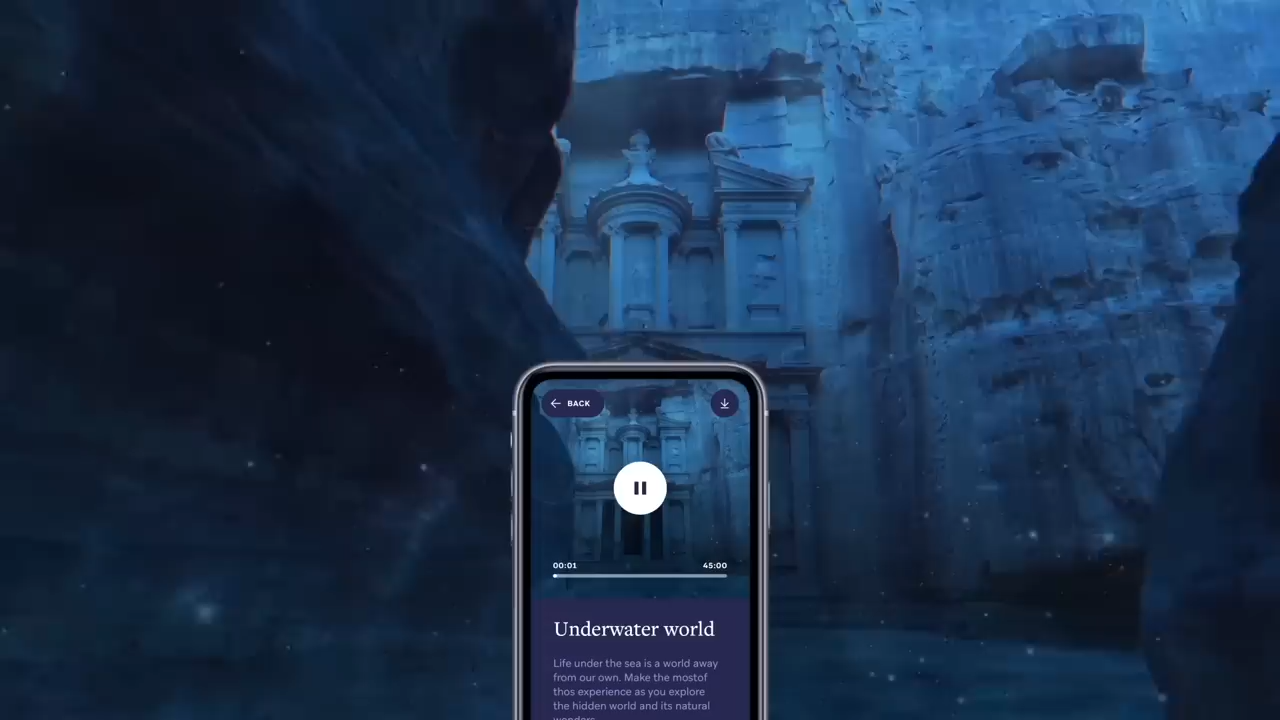 BACK
00:01 45:00
Underwater world
Life under the sea is a world away
from our own. Make the mostof
thos experience as you explore
the hidden world and its natural
wonders